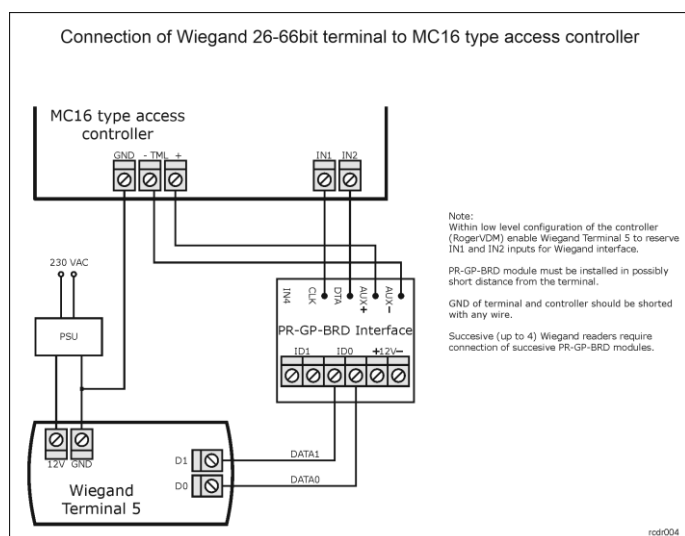 Connection of Wiegand 26-66bit terminal to MC16 type access controller
MC16 type access
controller
GND - TML + IN1 IN2
Note:
Within low level configuration of the controller
(RogerVDM) enable Wiegand Terminal 5 to reserve
IN1 and IN2 inputs for Wiegand interface.
PR-GP-BRD module must be installed in possibly
short distance from the terminal.
GND of terminal and controller should be shorted
with any wire.
Succesive (up to 4) Wiegand readers require
connection of succesive PR-GP-BRD modules.
230 VAC
PSU
IN4 CLK DTA AUX+ AUX-
PR-GP-BRD Interface
ID1 ID0 +12V-
12V GND
D1 DATA1
D0 DATA0
Wiegand
Terminal 5
rcdr004